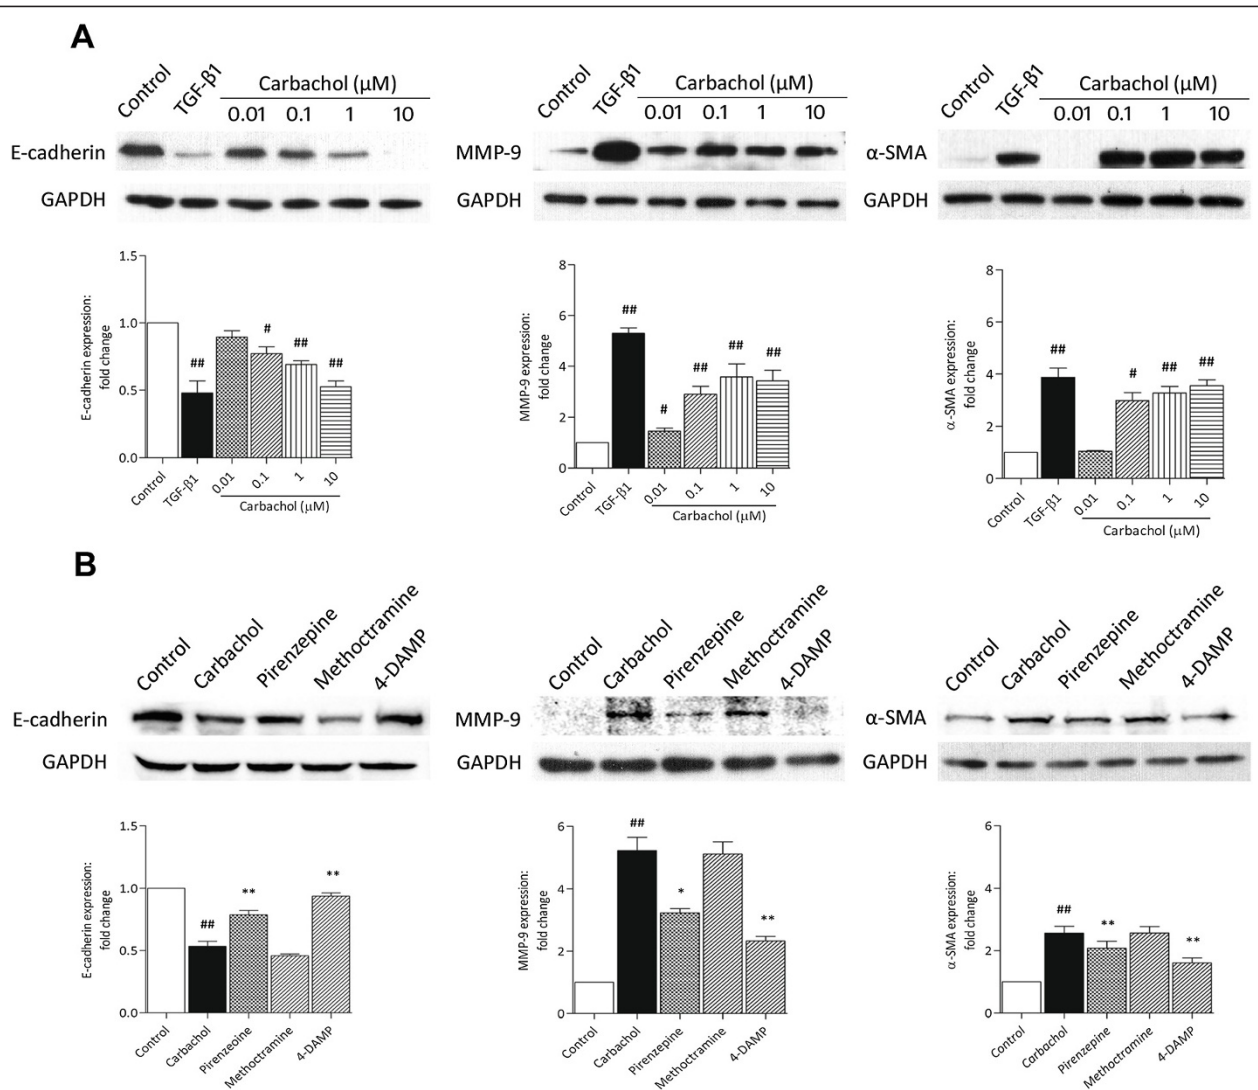 A
Control TGF-β1 Carbachol (μM) 0.01 0.1 1 10
E-cadherin
GAPDH
Control TGF-β1 Carbachol (μM) 0.01 0.1 1 10
MMP-9
GAPDH
Control TGF-β1 Carbachol (μM) 0.01 0.1 1 10
α-SMA
GAPDH
E-cadherin expression:
fold change
1.5
1.0
0.5
0.0
## # ## ##
Control TGF-β1 0.01 0.1 1 10
Carbachol (μM)
MMP-9 expression:
fold change
8
6
4
2
0
## # ## ## ##
Control TGF-β1 0.01 0.1 1 10
Carbachol (μM)
α-SMA expression:
fold change
8
6
4
2
0
## # ## ##
Control TGF-β1 0.01 0.1 1 10
Carbachol (μM)
B
Control Carbachol Pirenzepine Methoctramine 4-DAMP
E-cadherin
GAPDH
Control Carbachol Pirenzepine Methoctramine 4-DAMP
MMP-9
GAPDH
Control Carbachol Pirenzepine Methoctramine 4-DAMP
α-SMA
GAPDH
E-cadherin expression:
fold change
1.5
1.0
0.5
0.0
## ** **
Control Carbachol Pirenzeoine Methoctramine 4-DAMP
MMP-9 expression:
fold change
6
4
2
0
## * **
Control Carbachol Pirenzepine Methoctramine 4-DAMP
α-SMA expression:
fold change
6
4
2
0
## ** **
Control Carbachol Pirenzepine Methoctramine 4-DAMP